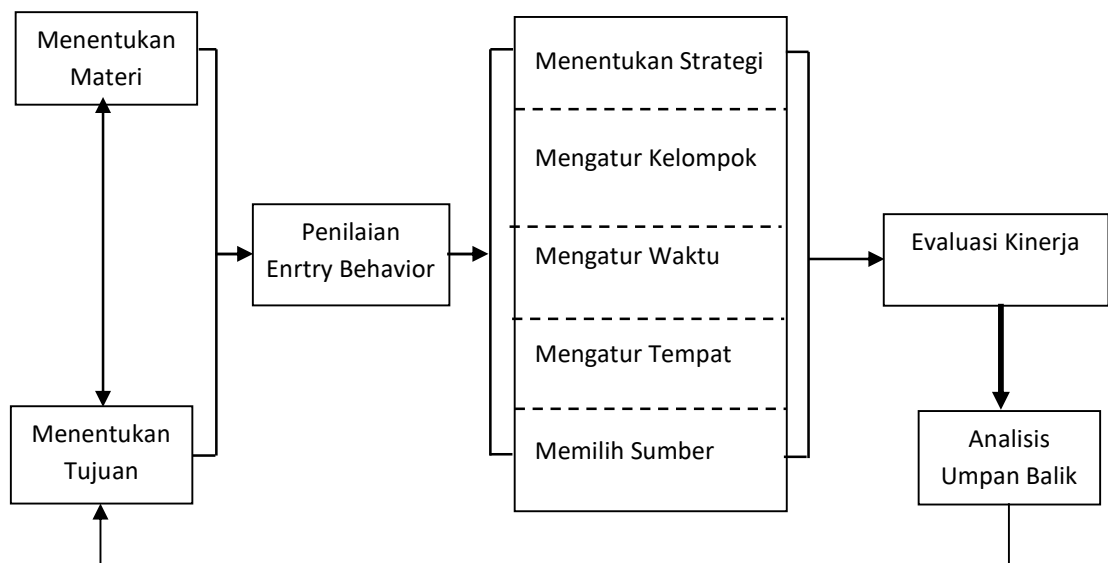 Menentukan
Materi
Menentukan
Tujuan
Penilaian
Enrtry Behavior
Menentukan Strategi
Mengatur Kelompok
Mengatur Waktu
Mengatur Tempat
Memilih Sumber
Evaluasi Kinerja
Analisis
Umpan Balik